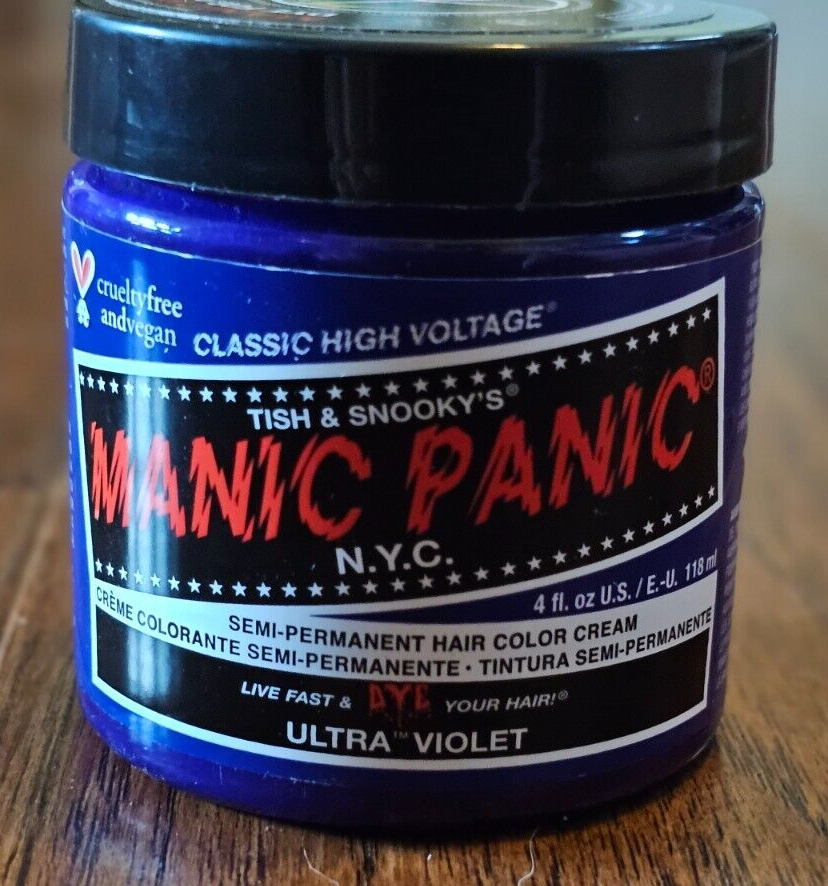 crueltyfree
andvegan
CLASSIC HIGH VOLTAGE®
TISH & SNOOKY'S®
MANIC PANIC®
N.Y.C.
4 fl. oz U.S. / E.-U. 118 ml
SEMI-PERMANENT HAIR COLOR CREAM
CRÈME COLORANTE SEMI-PERMANENTE • TINTURA SEMI-PERMANENTE
LIVE FAST & DYE YOUR HAIR!®
ULTRA™ VIOLET